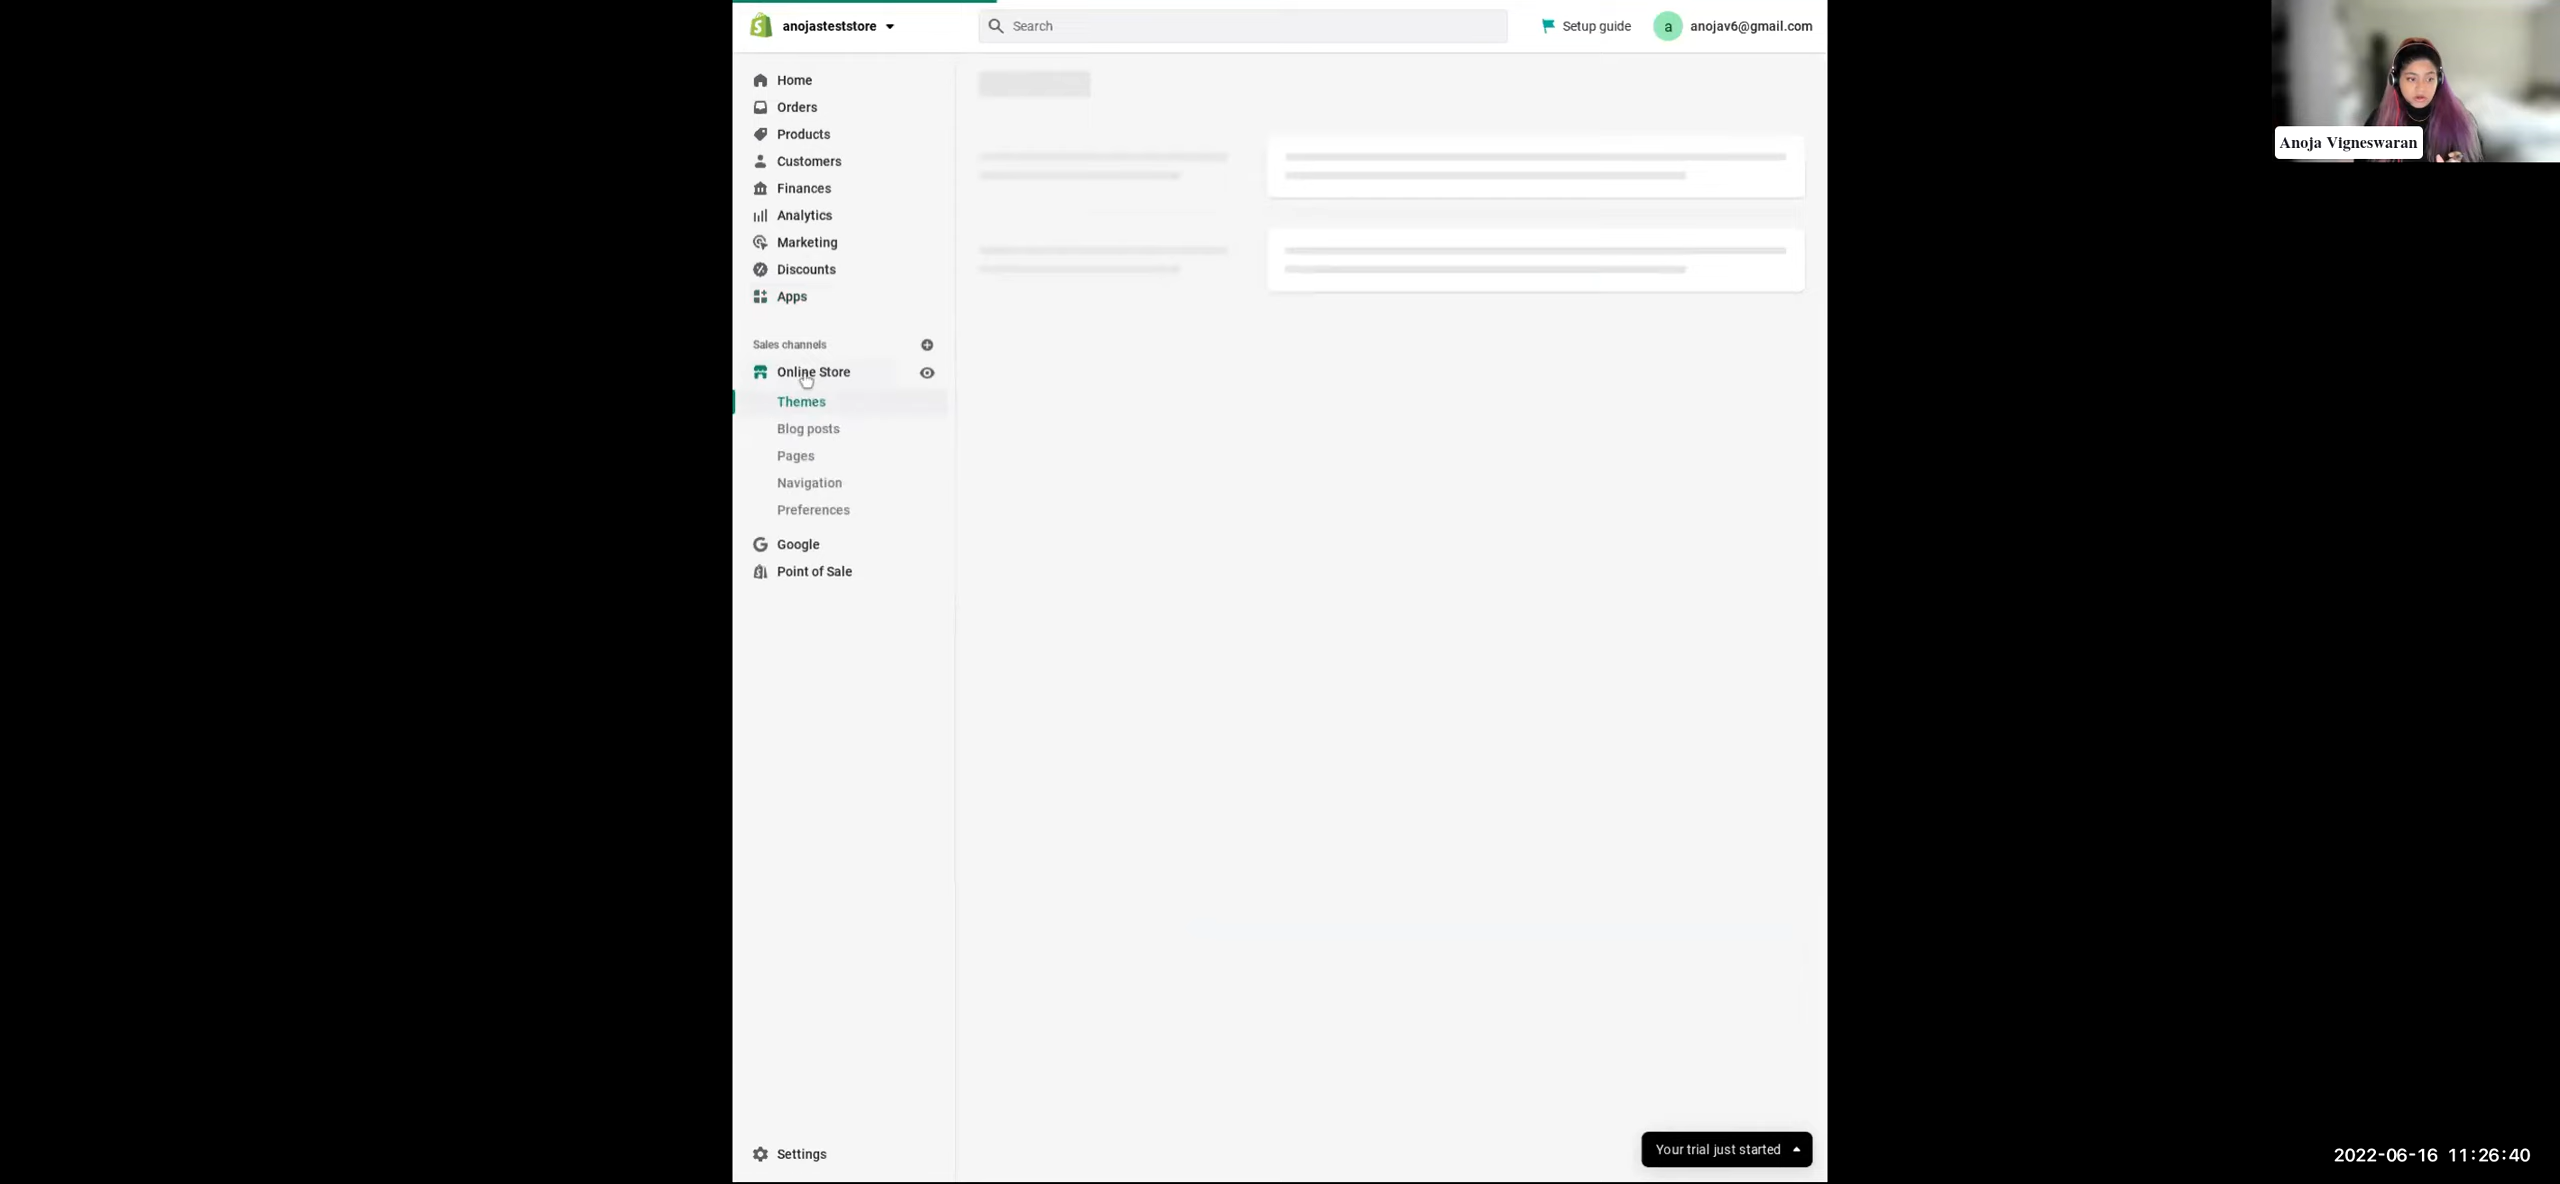 anojasteststore
Search
Setup guide
a
anojav6@gmail.com
Home
Orders
Products
Customers
Finances
Analytics
Marketing
Discounts
Apps
Sales channels
Online Store
Themes
Blog posts
Pages
Navigation
Preferences
Google
Point of Sale
Settings
Your trial just started
Anoja Vigneswaran
2022-06-16 11:26:40